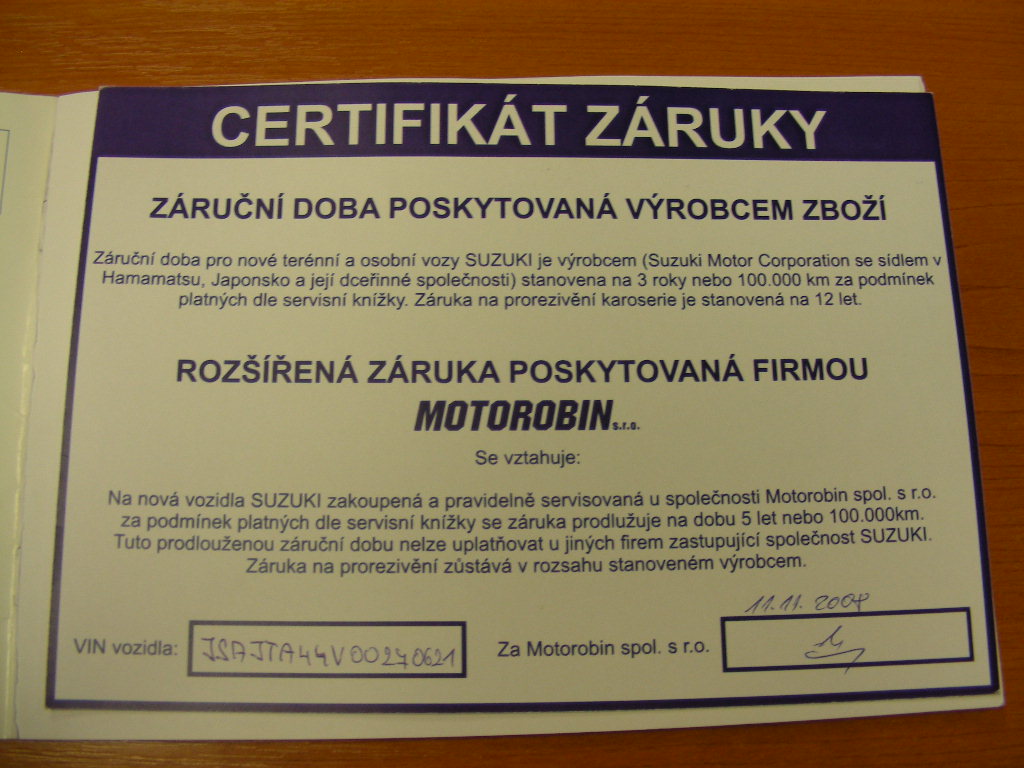 CERTIFIKÁT ZÁRUKY
ZÁRUČNÍ DOBA POSKYTOVANÁ VÝROBCEM ZBOŽÍ
Záruční doba pro nové terénní a osobní vozy SUZUKI je výrobcem (Suzuki Motor Corporation se sídlem v
Hamamatsu, Japonsko a její dceřinné společnosti) stanovena na 3 roky nebo 100.000 km za podmínek
platných dle servisní knížky. Záruka na prorezivění karoserie je stanovená na 12 let.
ROZŠÍŘENÁ ZÁRUKA POSKYTOVANÁ FIRMOU
MOTOROBIN s.r.o.
Se vztahuje:
Na nová vozidla SUZUKI zakoupená a pravidelně servisovaná u společnosti Motorobin spol. s r.o.
za podmínek platných dle servisní knížky se záruka prodlužuje na dobu 5 let nebo 100.000km.
Tuto prodlouženou záruční dobu nelze uplatňovat u jiných firem zastupující společnost SUZUKI.
Záruka na prorezivění zůstává v rozsahu stanoveném výrobcem.
11.11. 2008
VIN vozidla: JSAJTA44V00270621 Za Motorobin spol. s r.o.